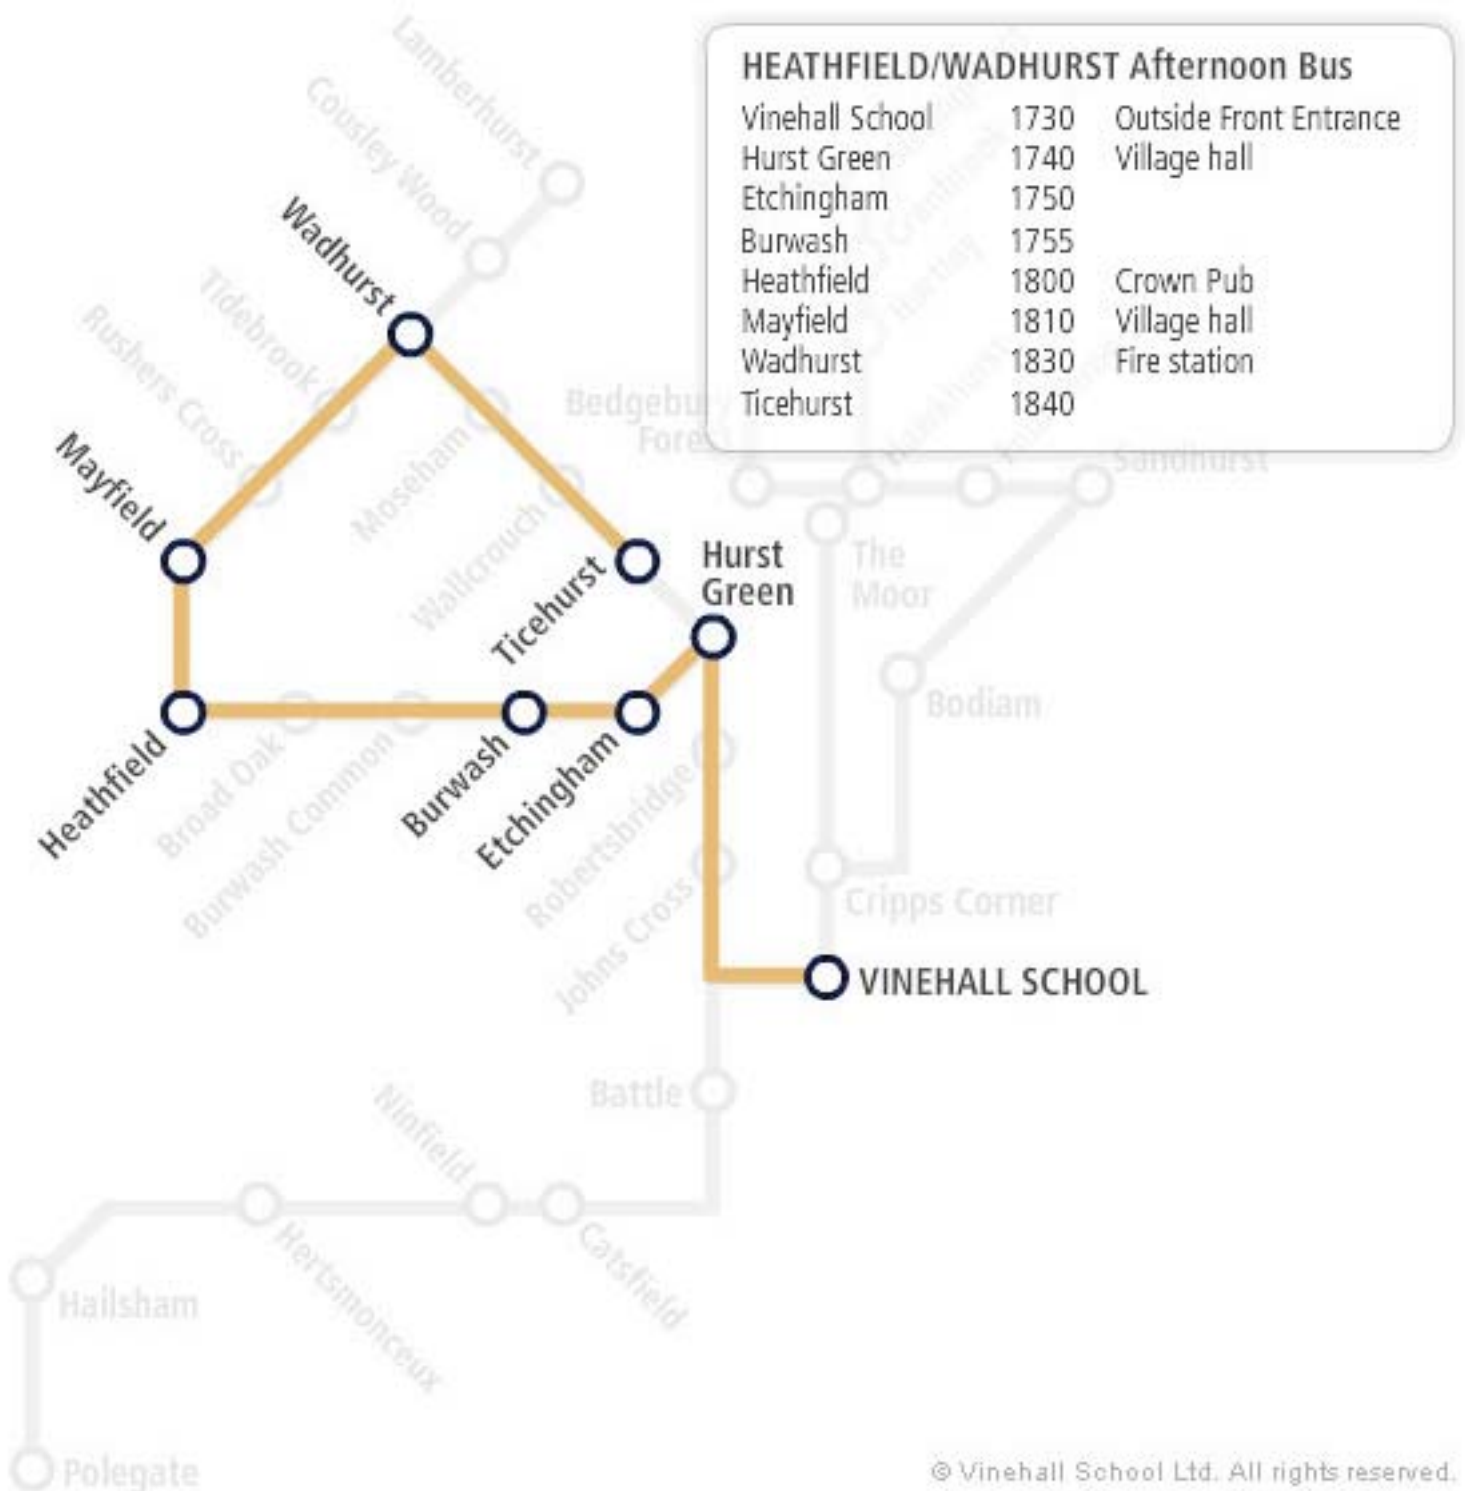 HEATHFIELD/WADHURST Afternoon Bus
Vinehall School 1730 Outside Front Entrance
Hurst Green 1740 Village hall
Etchingham 1750
Burwash 1755
Heathfield 1800 Crown Pub
Mayfield 1810 Village hall
Wadhurst 1830 Fire station
Ticehurst 1840
Lamberhurst
Cousley Wood
Wadhurst
Tidebrook
Rushers Cross
Mayfield
Moseham
Wallcrouch
Ticehurst
Hurst
Green
Sandhurst
The
Moor
Bodiam
Heathfield
Broad Oak
Burwash Common
Burwash
Etchingham
Robertsbridge
Johns Cross
Cripps Corner
VINEHALL SCHOOL
Battle
Ninfield
Catsfield
Hertsmonceux
Hailsham
Polegate
© Vinehall School Ltd. All rights reserved.